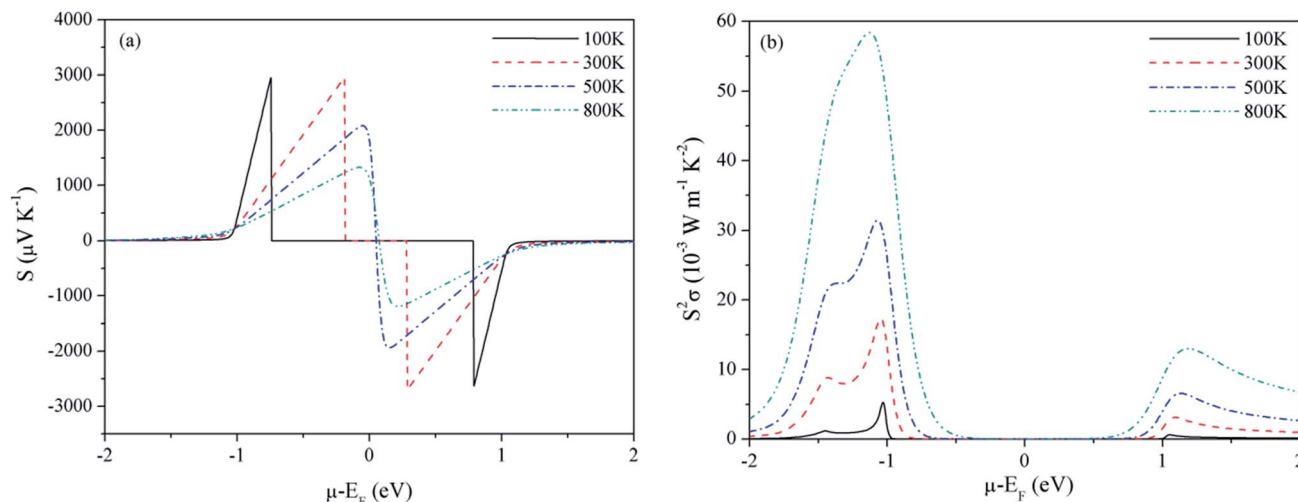 (a)
100K
300K
500K
800K
4000
3000
2000
1000
0
-1000
-2000
-3000
S (µV K⁻¹)
-2
-1
0
1
2
µ-E_F (eV)
(b)
100K
300K
500K
800K
60
50
40
30
20
10
0
S²σ (10⁻³ W m⁻¹ K⁻²)
-2
-1
0
1
2
µ-E_F (eV)